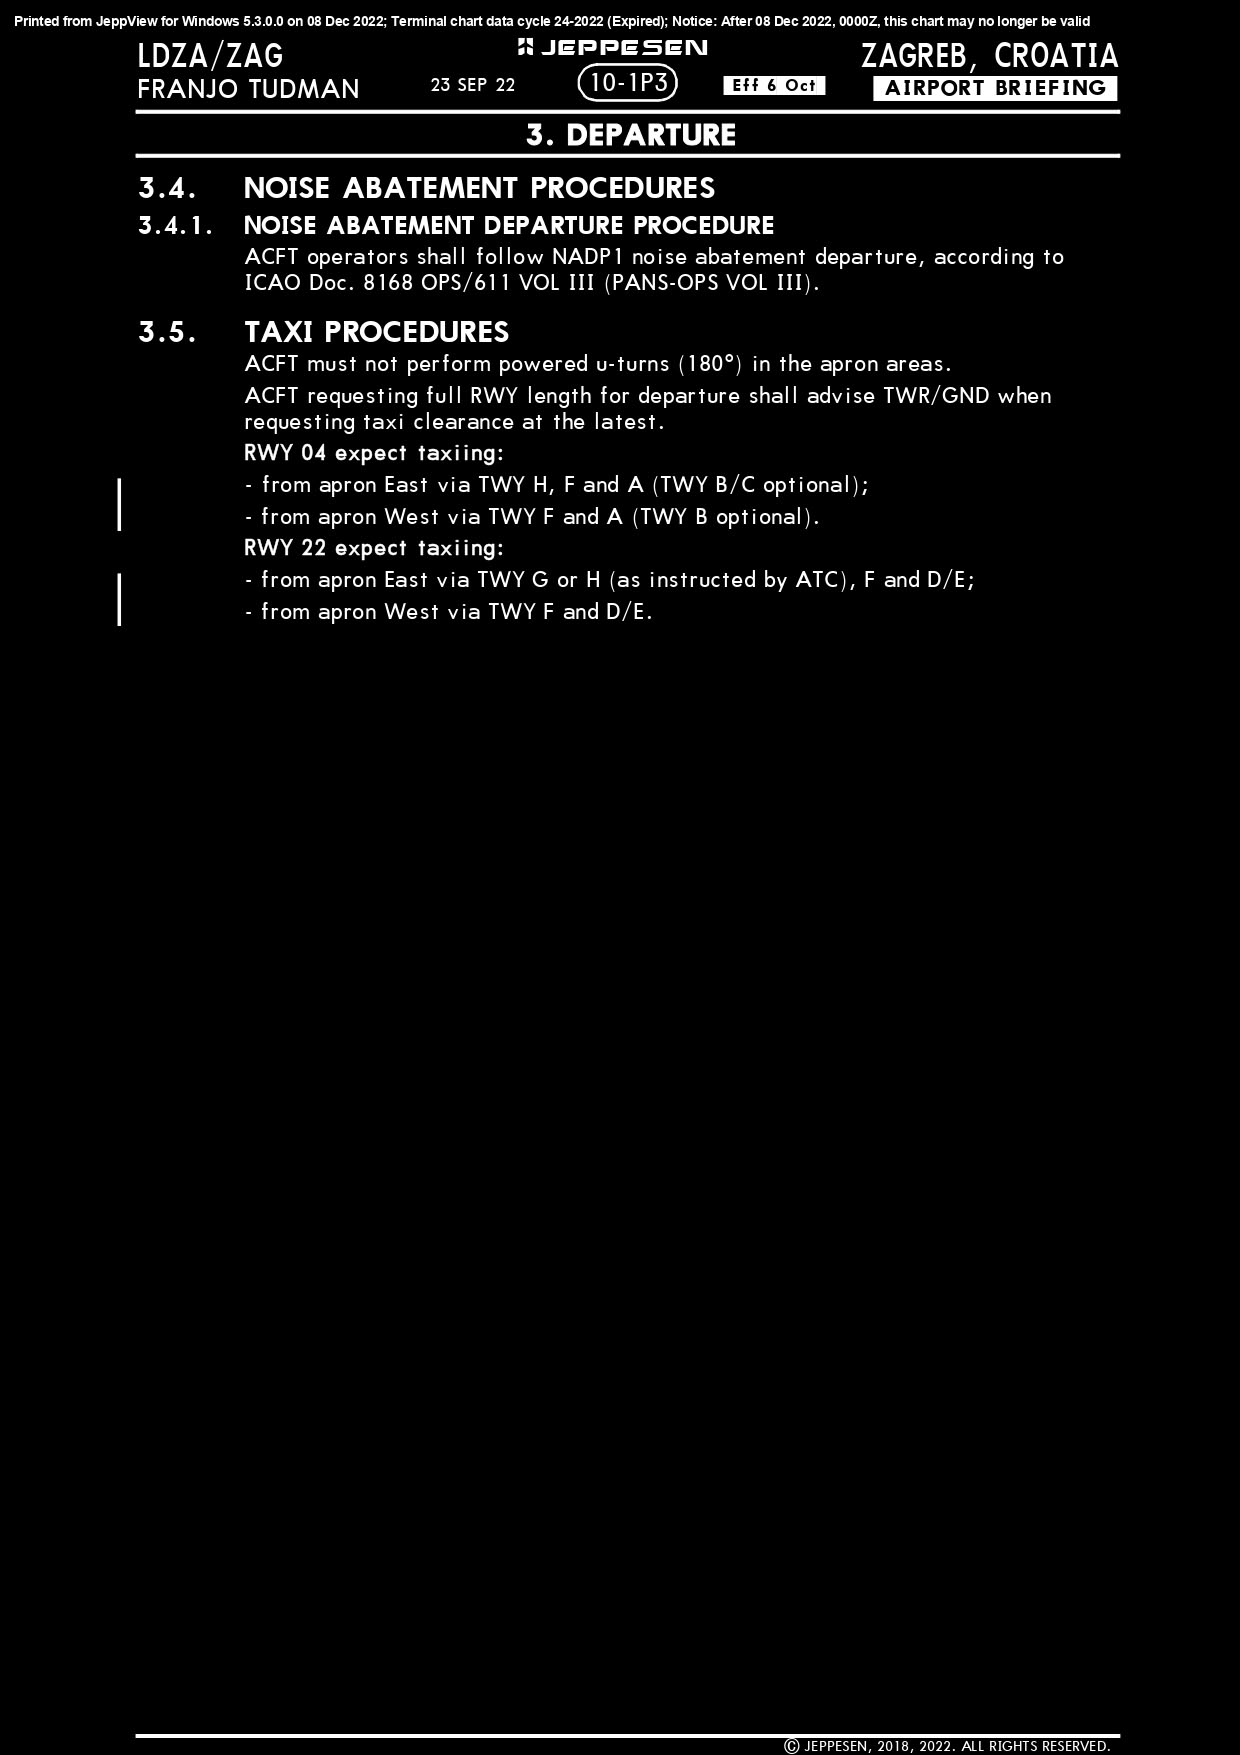 Printed from JeppView for Windows 5.3.0.0 on 08 Dec 2022; Terminal chart data cycle 24-2022 (Expired); Notice: After 08 Dec 2022, 0000Z, this chart may no longer be valid
LDZA/ZAG JEPPESEN ZAGREB, CROATIA
FRANJO TUDMAN 23 SEP 22 10-1P3 Eff 6 Oct AIRPORT BRIEFING
3. DEPARTURE
3.4. NOISE ABATEMENT PROCEDURES
3.4.1. NOISE ABATEMENT DEPARTURE PROCEDURE
ACFT operators shall follow NADP1 noise abatement departure, according to
ICAO Doc. 8168 OPS/611 VOL III (PANS-OPS VOL III).
3.5. TAXI PROCEDURES
ACFT must not perform powered u-turns (180°) in the apron areas.
ACFT requesting full RWY length for departure shall advise TWR/GND when
requesting taxi clearance at the latest.
RWY 04 expect taxiing:
- from apron East via TWY H, F and A (TWY B/C optional);
- from apron West via TWY F and A (TWY B optional).
RWY 22 expect taxiing:
- from apron East via TWY G or H (as instructed by ATC), F and D/E;
- from apron West via TWY F and D/E.
© JEPPESEN, 2018, 2022. ALL RIGHTS RESERVED.